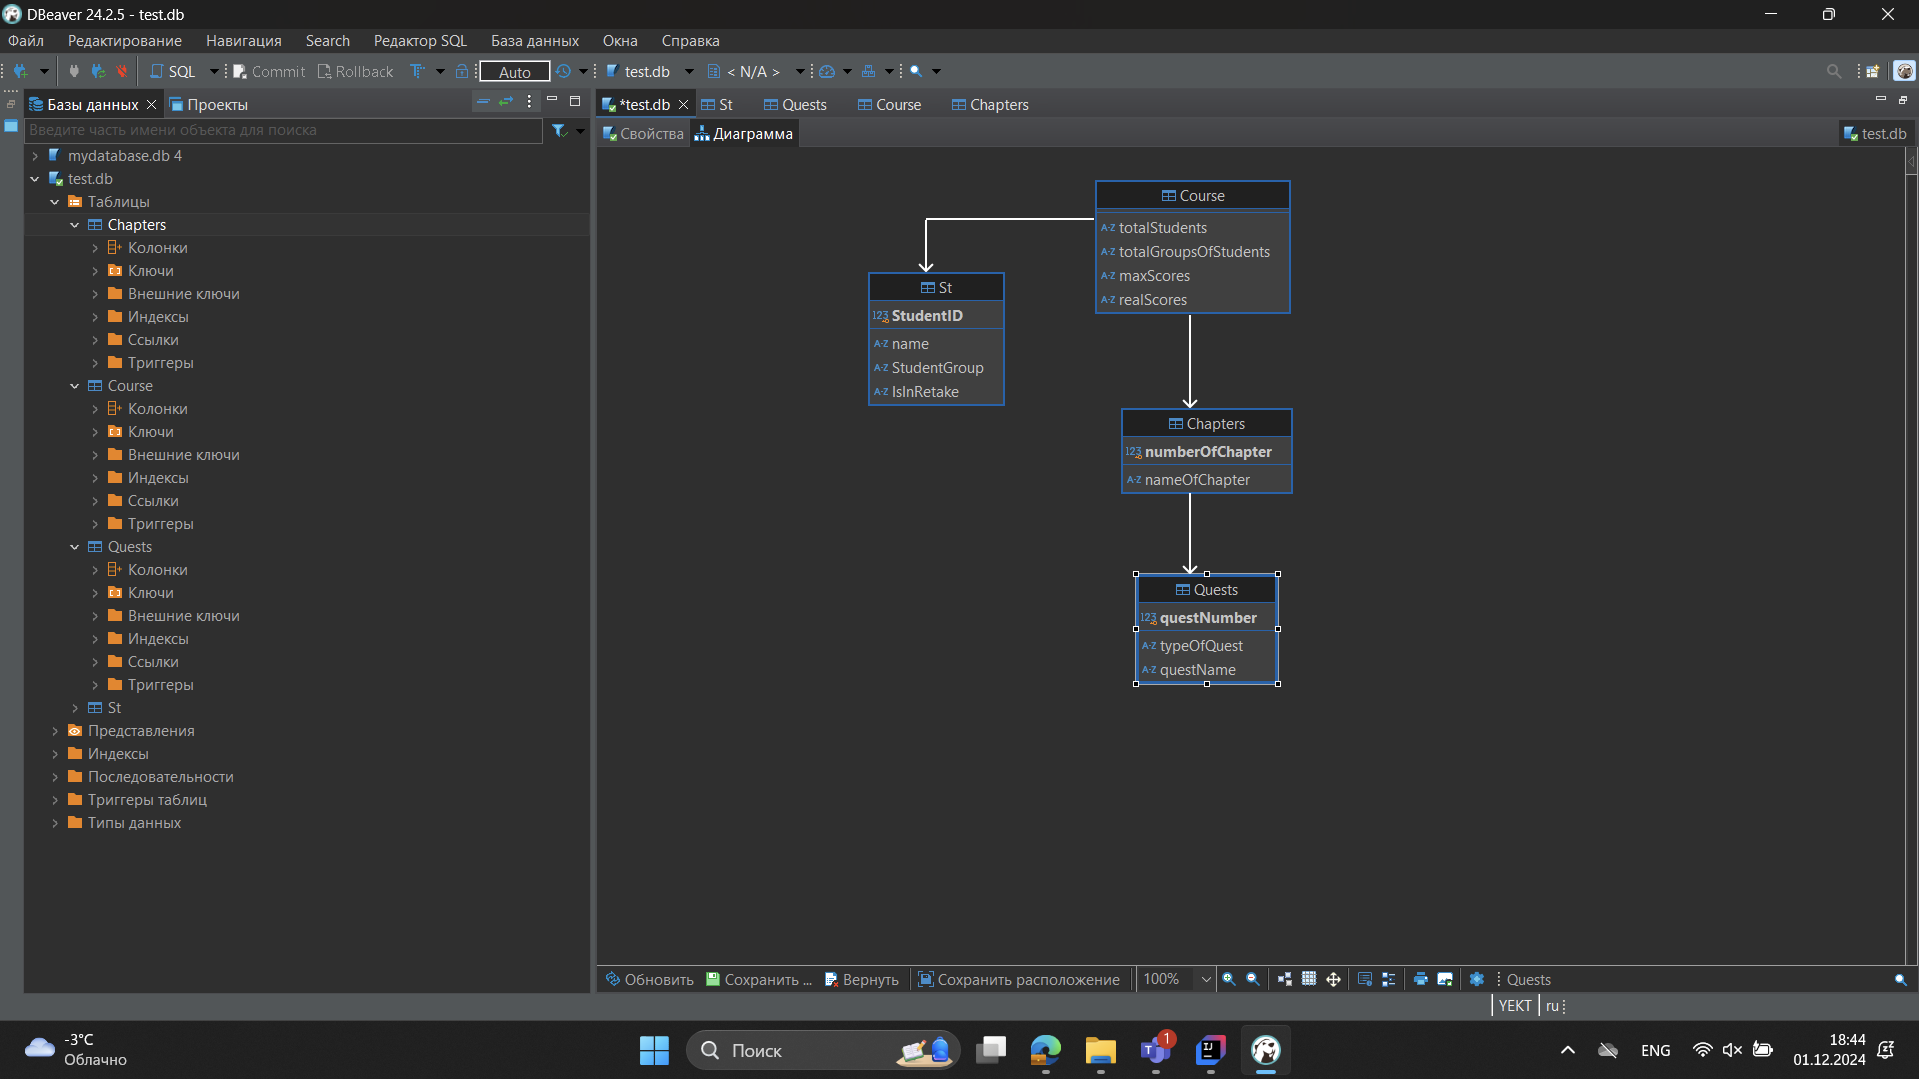 DBeaver 24.2.5 - test.db
Файл Редактирование Навигация Search Редактор SQL База данных Окна Справка
SQL Commit Rollback Auto test.db < N/A >
Базы данных Проекты
Введите часть имени объекта для поиска
mydatabase.db 4
test.db
Таблицы
Chapters
Колонки
Ключи
Внешние ключи
Индексы
Ссылки
Триггеры
Course
Колонки
Ключи
Внешние ключи
Индексы
Ссылки
Триггеры
Quests
Колонки
Ключи
Внешние ключи
Индексы
Ссылки
Триггеры
St
Представления
Индексы
Последовательности
Триггеры таблиц
Типы данных
*test.db St Quests Course Chapters
Свойства Диаграмма test.db
Course
A-Z totalStudents
A-Z totalGroupsOfStudents
A-Z maxScores
A-Z realScores
St
123 StudentID
A-Z name
A-Z StudentGroup
A-Z IsInRetake
Chapters
123 numberOfChapter
A-Z nameOfChapter
Quests
123 questNumber
A-Z typeOfQuest
A-Z questName
Обновить Сохранить ... Вернуть Сохранить расположение 100% Quests
YEKT ru
-3°C
Облачно
Поиск
1
ENG
18:44
01.12.2024